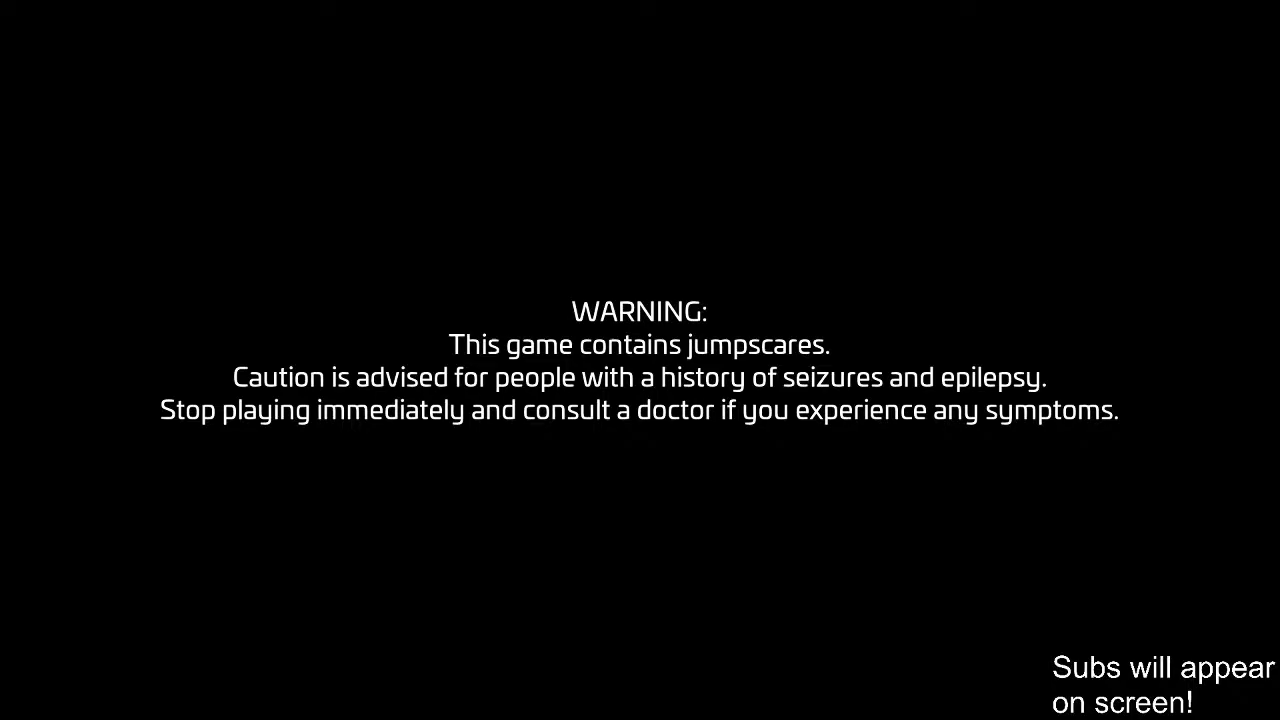 WARNING:
This game contains jumpscares.
Caution is advised for people with a history of seizures and epilepsy.
Stop playing immediately and consult a doctor if you experience any symptoms.
Subs will appear
on screen!